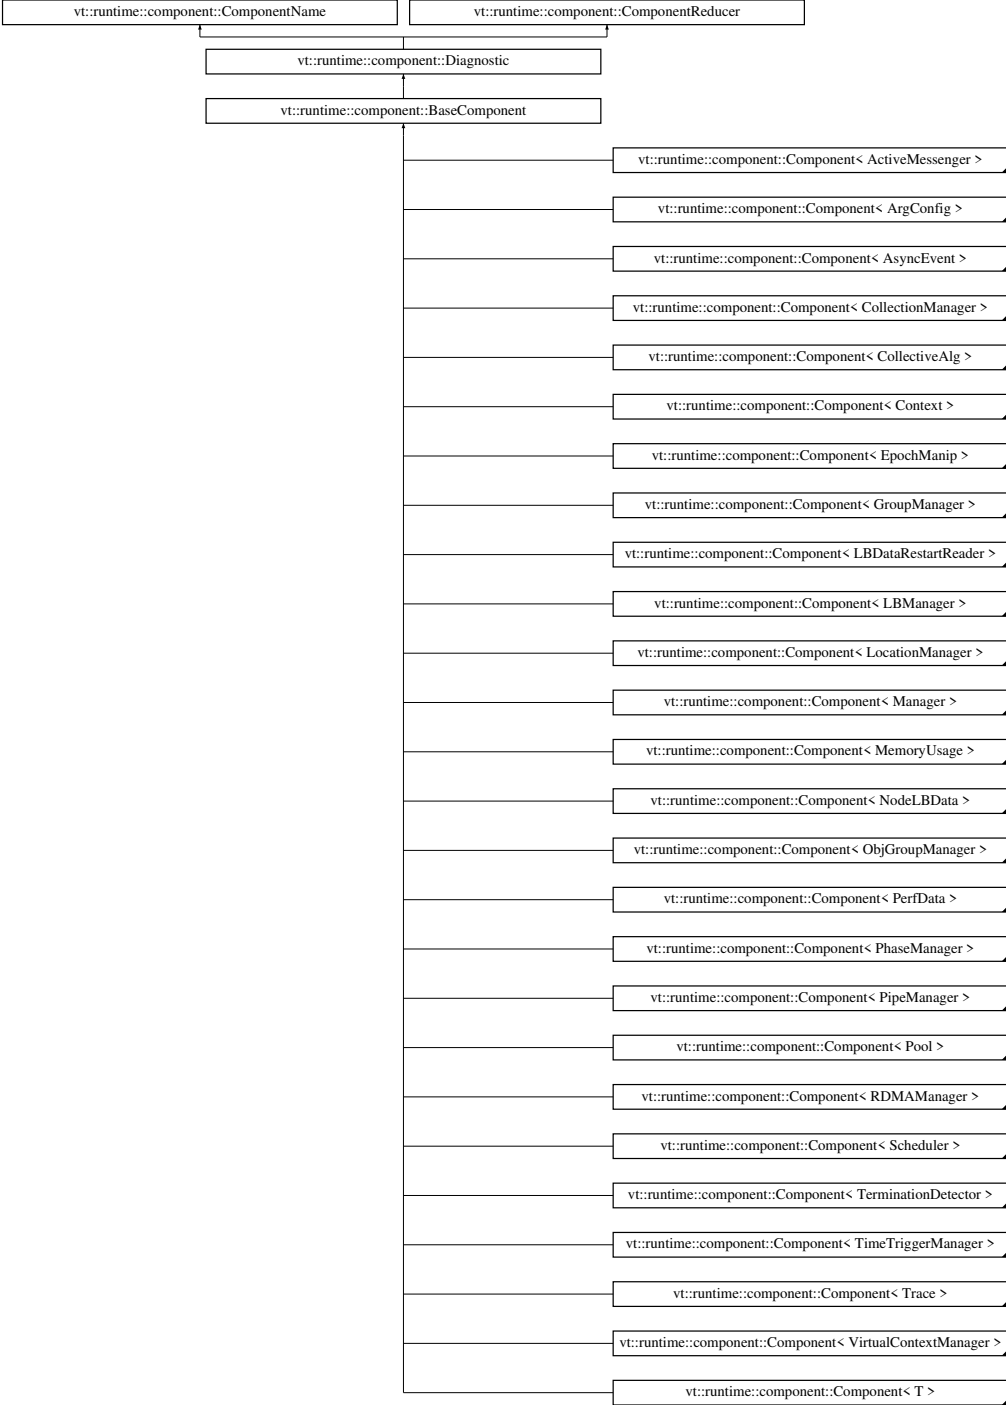 vt::runtime::component::ComponentName
vt::runtime::component::ComponentReducer
vt::runtime::component::Diagnostic
vt::runtime::component::BaseComponent
vt::runtime::component::Component< ActiveMessenger >
vt::runtime::component::Component< ArgConfig >
vt::runtime::component::Component< AsyncEvent >
vt::runtime::component::Component< CollectionManager >
vt::runtime::component::Component< CollectiveAlg >
vt::runtime::component::Component< Context >
vt::runtime::component::Component< EpochManip >
vt::runtime::component::Component< GroupManager >
vt::runtime::component::Component< LBDataRestartReader >
vt::runtime::component::Component< LBManager >
vt::runtime::component::Component< LocationManager >
vt::runtime::component::Component< Manager >
vt::runtime::component::Component< MemoryUsage >
vt::runtime::component::Component< NodeLBData >
vt::runtime::component::Component< ObjGroupManager >
vt::runtime::component::Component< PerfData >
vt::runtime::component::Component< PhaseManager >
vt::runtime::component::Component< PipeManager >
vt::runtime::component::Component< Pool >
vt::runtime::component::Component< RDMAManager >
vt::runtime::component::Component< Scheduler >
vt::runtime::component::Component< TerminationDetector >
vt::runtime::component::Component< TimeTriggerManager >
vt::runtime::component::Component< Trace >
vt::runtime::component::Component< VirtualContextManager >
vt::runtime::component::Component< T >